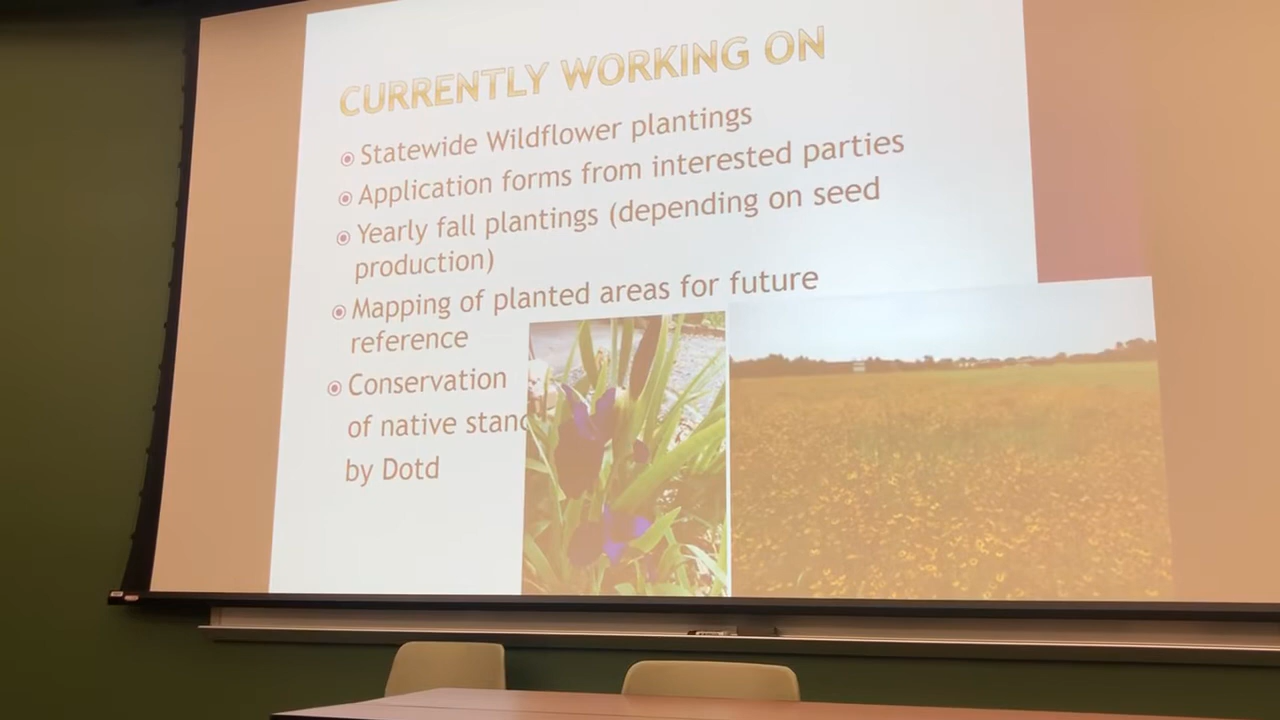 CURRENTLY WORKING ON
Statewide Wildflower plantings
Application forms from interested parties
Yearly fall plantings (depending on seed
production)
Mapping of planted areas for future
reference
Conservation
of native stand
by Dotd